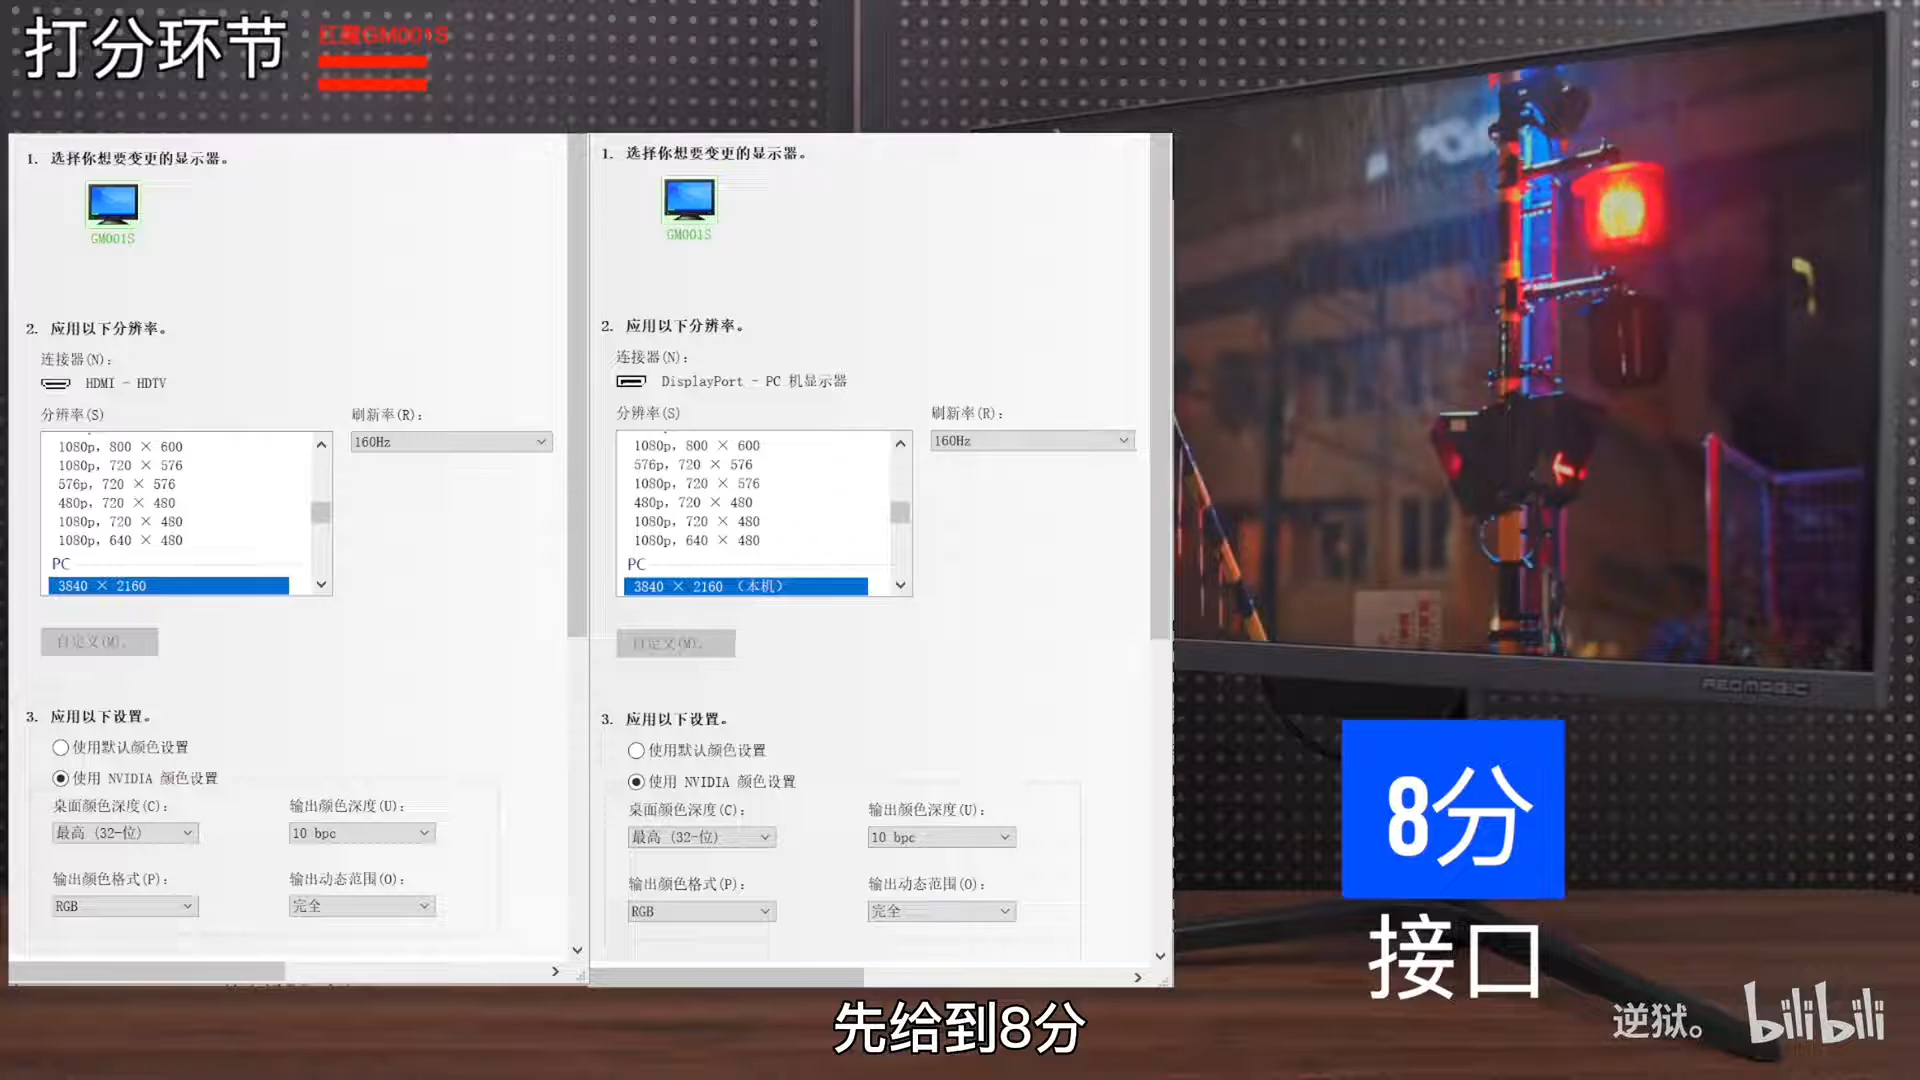 打分环节
红魔GM001S
1. 选择你想要变更的显示器。
GM001S
2. 应用以下分辨率。
连接器(N)：
HDMI - HDTV
分辨率(S)
刷新率(R)：
1080p, 800 × 600
1080p, 720 × 576
576p, 720 × 576
480p, 720 × 480
1080p, 720 × 480
1080p, 640 × 480
PC
3840 × 2160
160Hz
自定义(M)。
3. 应用以下设置。
使用默认颜色设置
使用 NVIDIA 颜色设置
桌面颜色深度(C)：
输出颜色深度(U)：
最高 (32-位)
10 bpc
输出颜色格式(P)：
输出动态范围(O)：
RGB
完全
1. 选择你想要变更的显示器。
GM001S
2. 应用以下分辨率。
连接器(N)：
DisplayPort - PC 机显示器
分辨率(S)
刷新率(R)：
1080p, 800 × 600
576p, 720 × 576
1080p, 720 × 576
480p, 720 × 480
1080p, 720 × 480
1080p, 640 × 480
PC
3840 × 2160 (本机)
160Hz
自定义(M)。
3. 应用以下设置。
使用默认颜色设置
使用 NVIDIA 颜色设置
桌面颜色深度(C)：
输出颜色深度(U)：
最高 (32-位)
10 bpc
输出颜色格式(P)：
输出动态范围(O)：
RGB
完全
REDMAGIC
8分
接口
先给到8分
逆狱。
bilibili